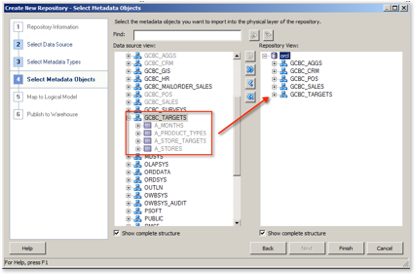 Create New Repository - Select Metadata Objects
1 Repository Information
2 Select Data Source
3 Select Metadata Types
4 Select Metadata Objects
5 Map to Logical Model
6 Publish to Warehouse
Select the metadata objects you want to import into the physical layer of the repository.
Find:
Data source view:
GCBC_AGGS
GCBC_CRM
GCBC_GIS
GCBC_HR
GCBC_MAILORDER_SALES
GCBC_POS
GCBC_SALES
GCBC_SURVEYS
GCBC_TARGETS
A_MONTHS
A_PRODUCT_TYPES
A_STORE_TARGETS
A_STORES
MDSYS
OLAPSYS
ORDDATA
ORDSYS
OUTLN
OWBSYS
OWBSYS_AUDIT
PSOFT
PUBLIC
Show complete structure
Repository View:
orcl
GCBC_AGGS
GCBC_CRM
GCBC_POS
GCBC_SALES
GCBC_TARGETS
Show complete structure
Help
Back
Next
Finish
Cancel
For Help, press F1